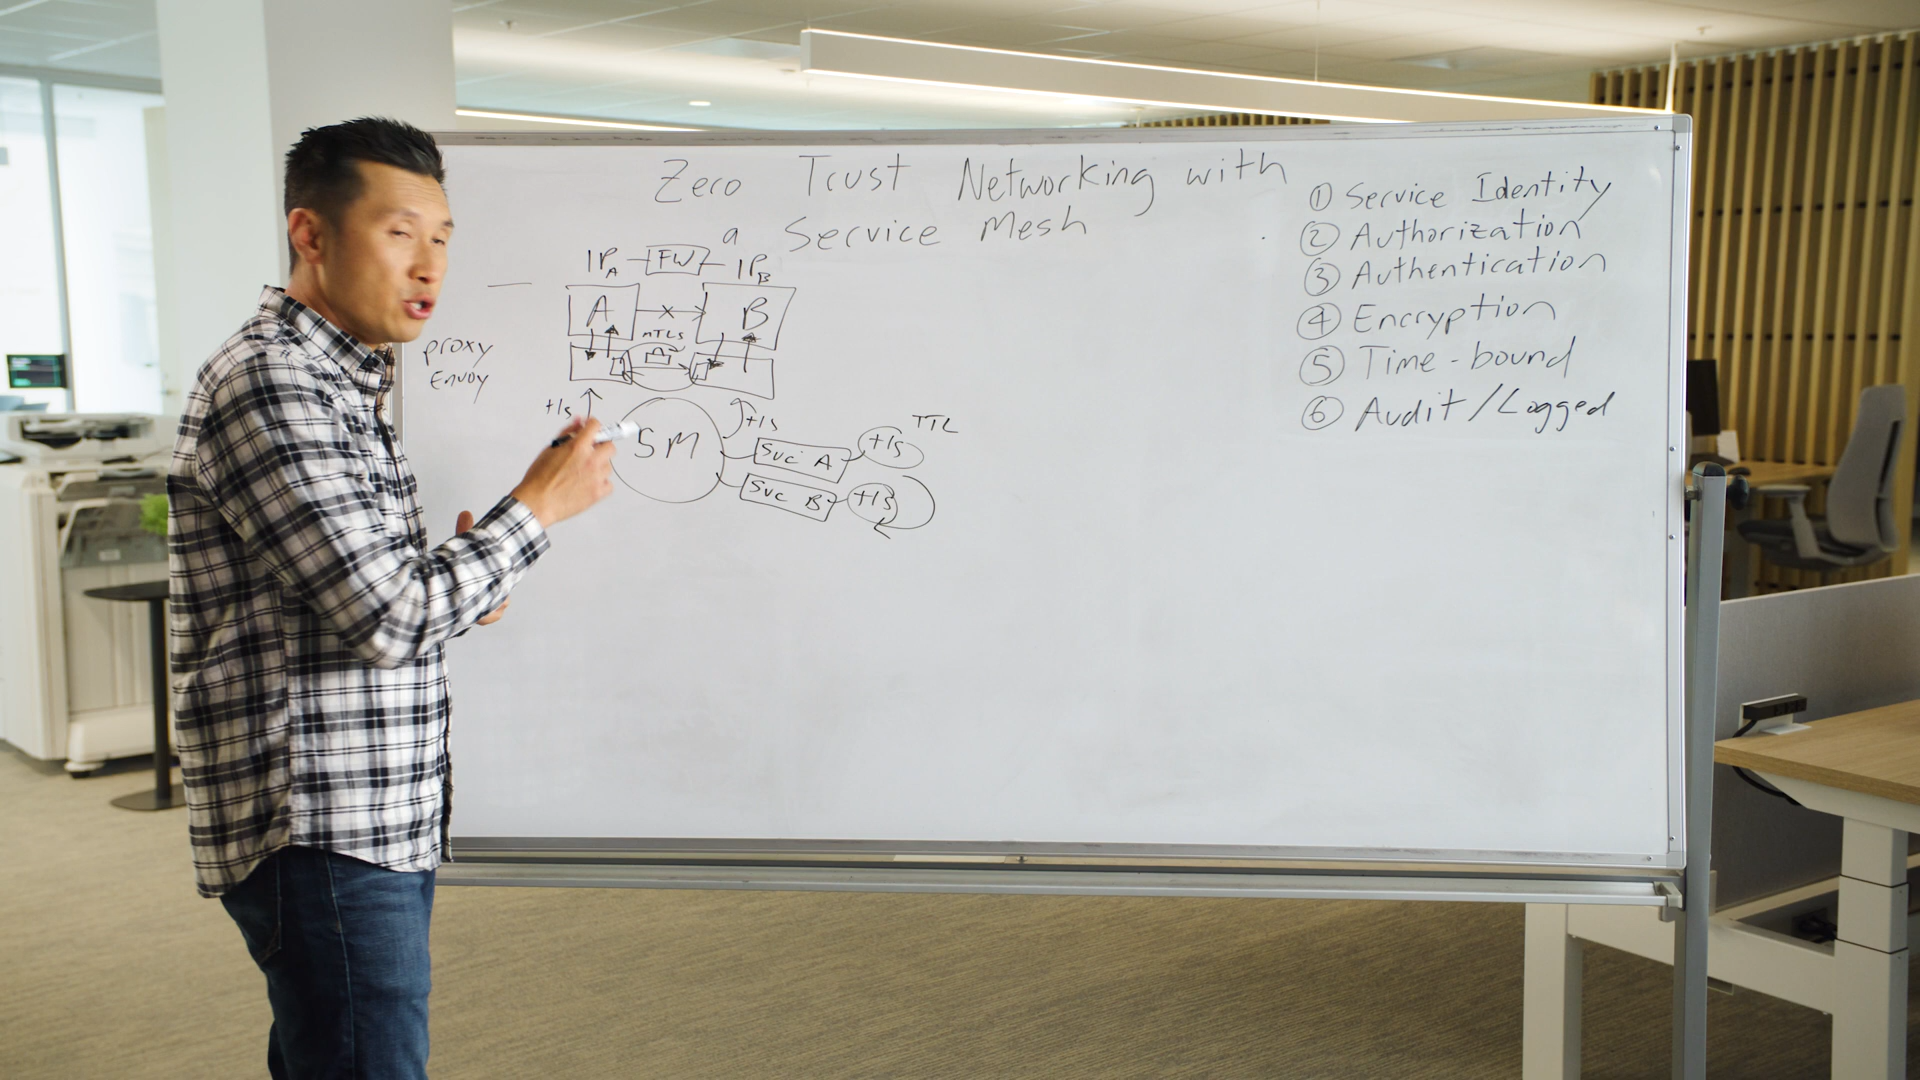 Zero Trust Networking with
a Service Mesh
① Service Identity
② Authorization
③ Authentication
④ Encryption
⑤ Time-bound
⑥ Audit/Logged
IPA FW IPB
A B
mTLS
proxy
Envoy
tls tls
SM
Svc A tls TTL
Svc B tls